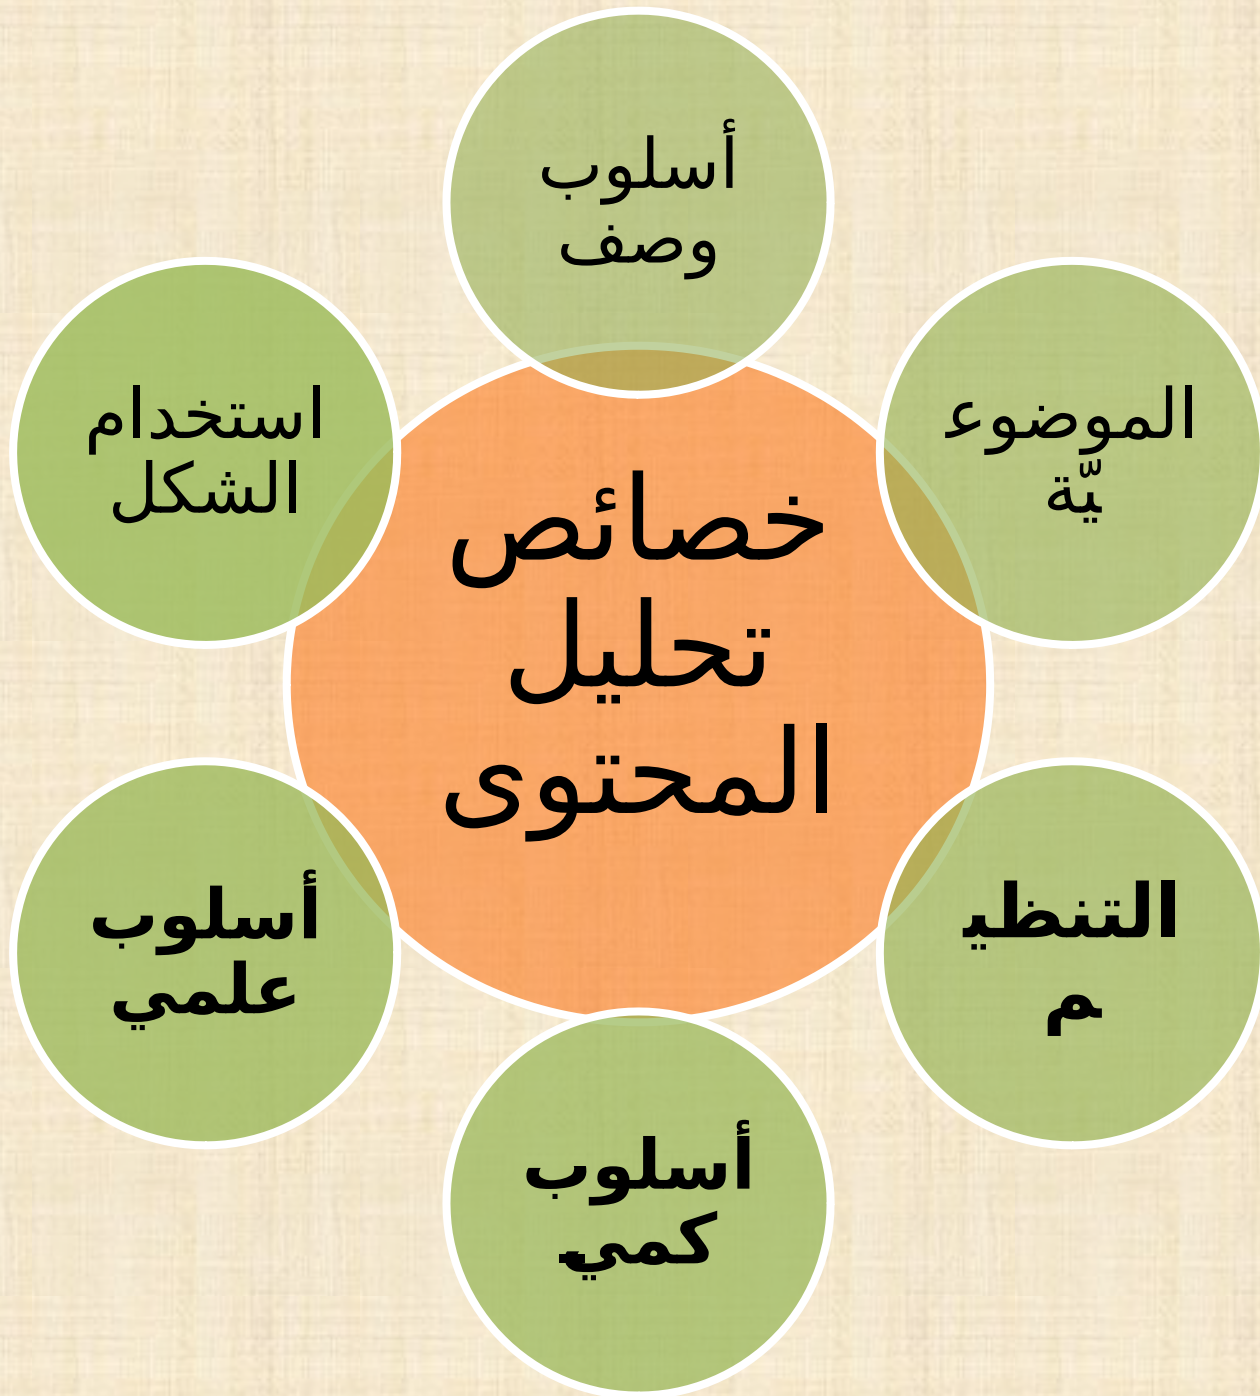 أسلوب
وصف
الموضوع
يّة
التنظي
م
أسلوب
كمي
أسلوب
علمي
استخدام
الشكل
خصائص
تحليل
المحتوى